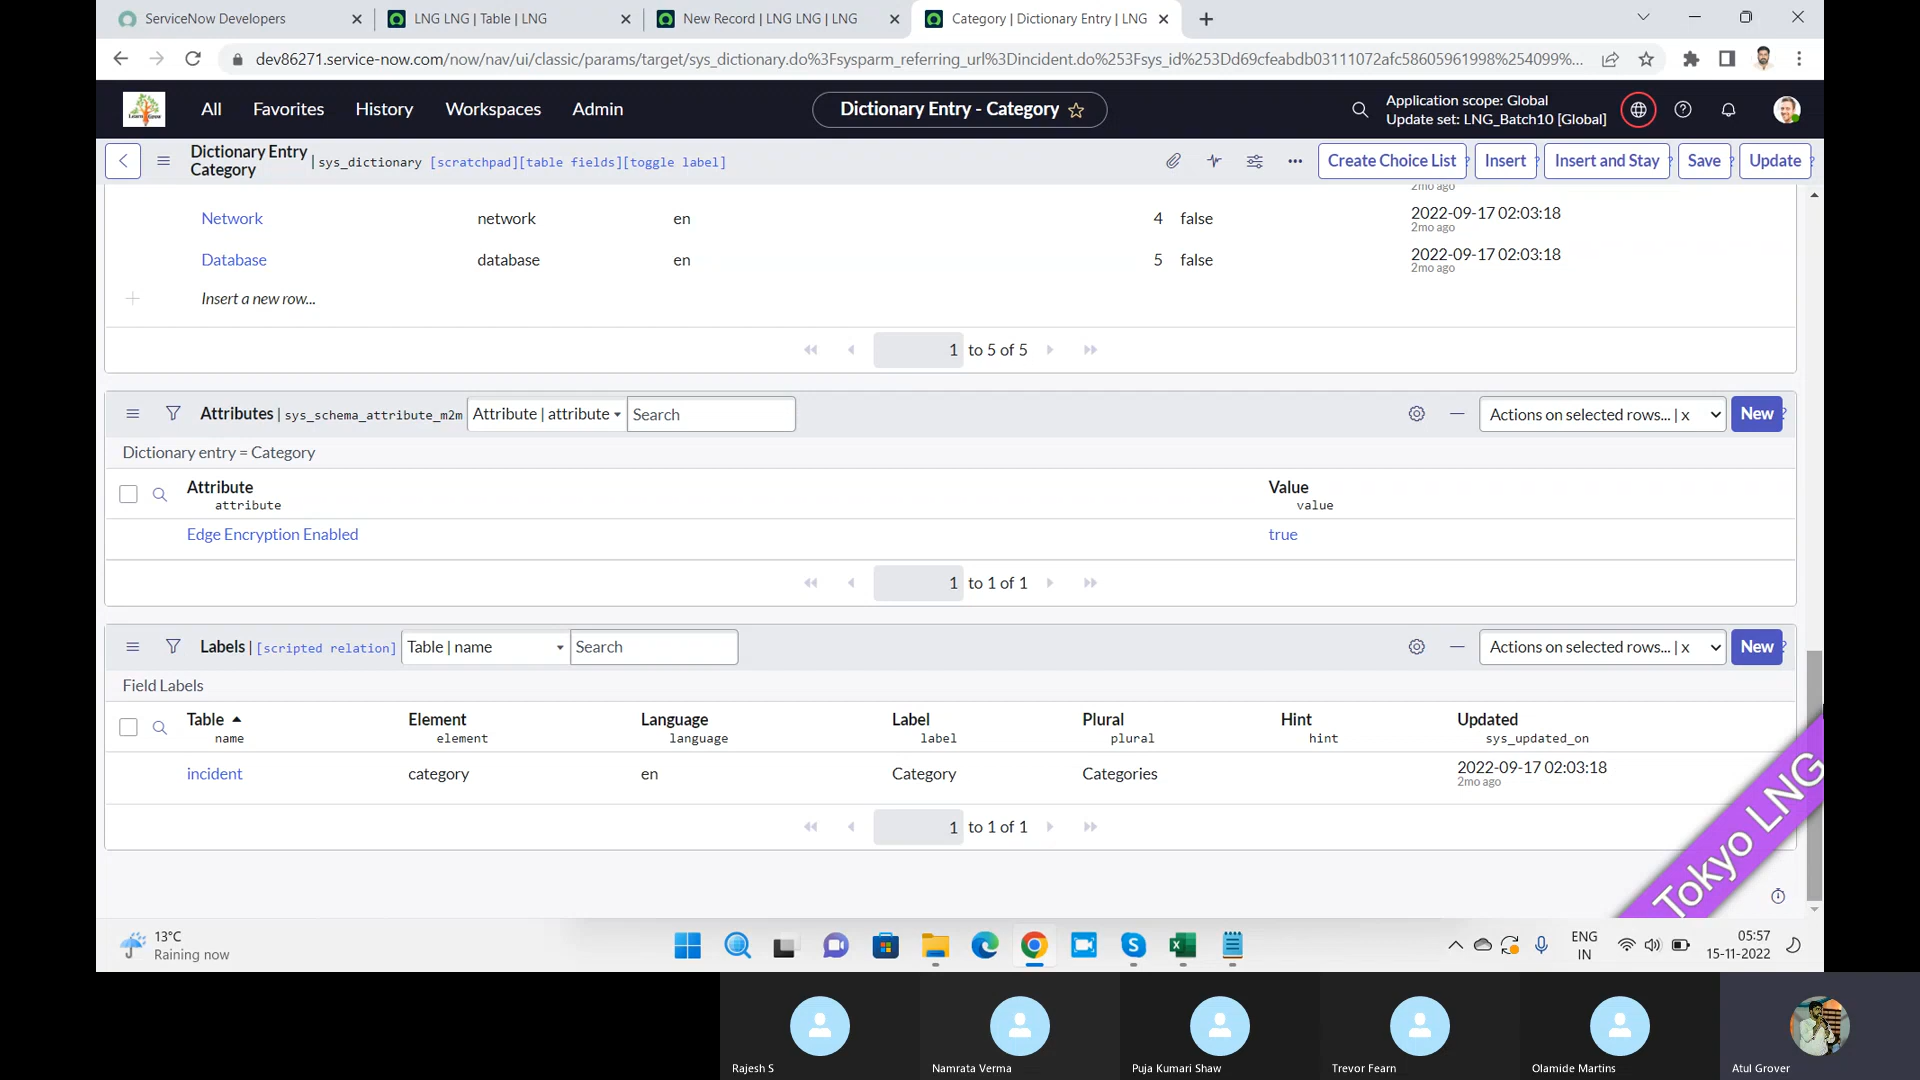 ServiceNow Developers
LNG LNG | Table | LNG
New Record | LNG LNG | LNG
Category | Dictionary Entry | LNG
dev86271.service-now.com/now/nav/ui/classic/params/target/sys_dictionary.do%3Fsysparm_referring_url%3Dincident.do%253Fsys_id%253Dd69cfeabdb03111072afc58605961998%254099%...
All Favorites History Workspaces Admin
Dictionary Entry - Category
Application scope: Global
Update set: LNG_Batch10 [Global]
Dictionary Entry
Category
| sys_dictionary [scratchpad][table fields][toggle label]
Create Choice List
Insert
Insert and Stay
Save
Update
2mo ago
Network network en 4 false 2022-09-17 02:03:18
2mo ago
Database database en 5 false 2022-09-17 02:03:18
2mo ago
Insert a new row...
1 to 5 of 5
Attributes | sys_schema_attribute_m2m Attribute | attribute Search Actions on selected rows... | x New
Dictionary entry = Category
Attribute Value
attribute value
Edge Encryption Enabled true
1 to 1 of 1
Labels | [scripted relation] Table | name Search Actions on selected rows... | x New
Field Labels
Table Element Language Label Plural Hint Updated
name element language label plural hint sys_updated_on
incident category en Category Categories 2022-09-17 02:03:18
2mo ago
1 to 1 of 1
Tokyo LNG
13°C
Raining now
ENG
IN
05:57
15-11-2022
Rajesh S
Namrata Verma
Puja Kumari Shaw
Trevor Fearn
Olamide Martins
Atul Grover